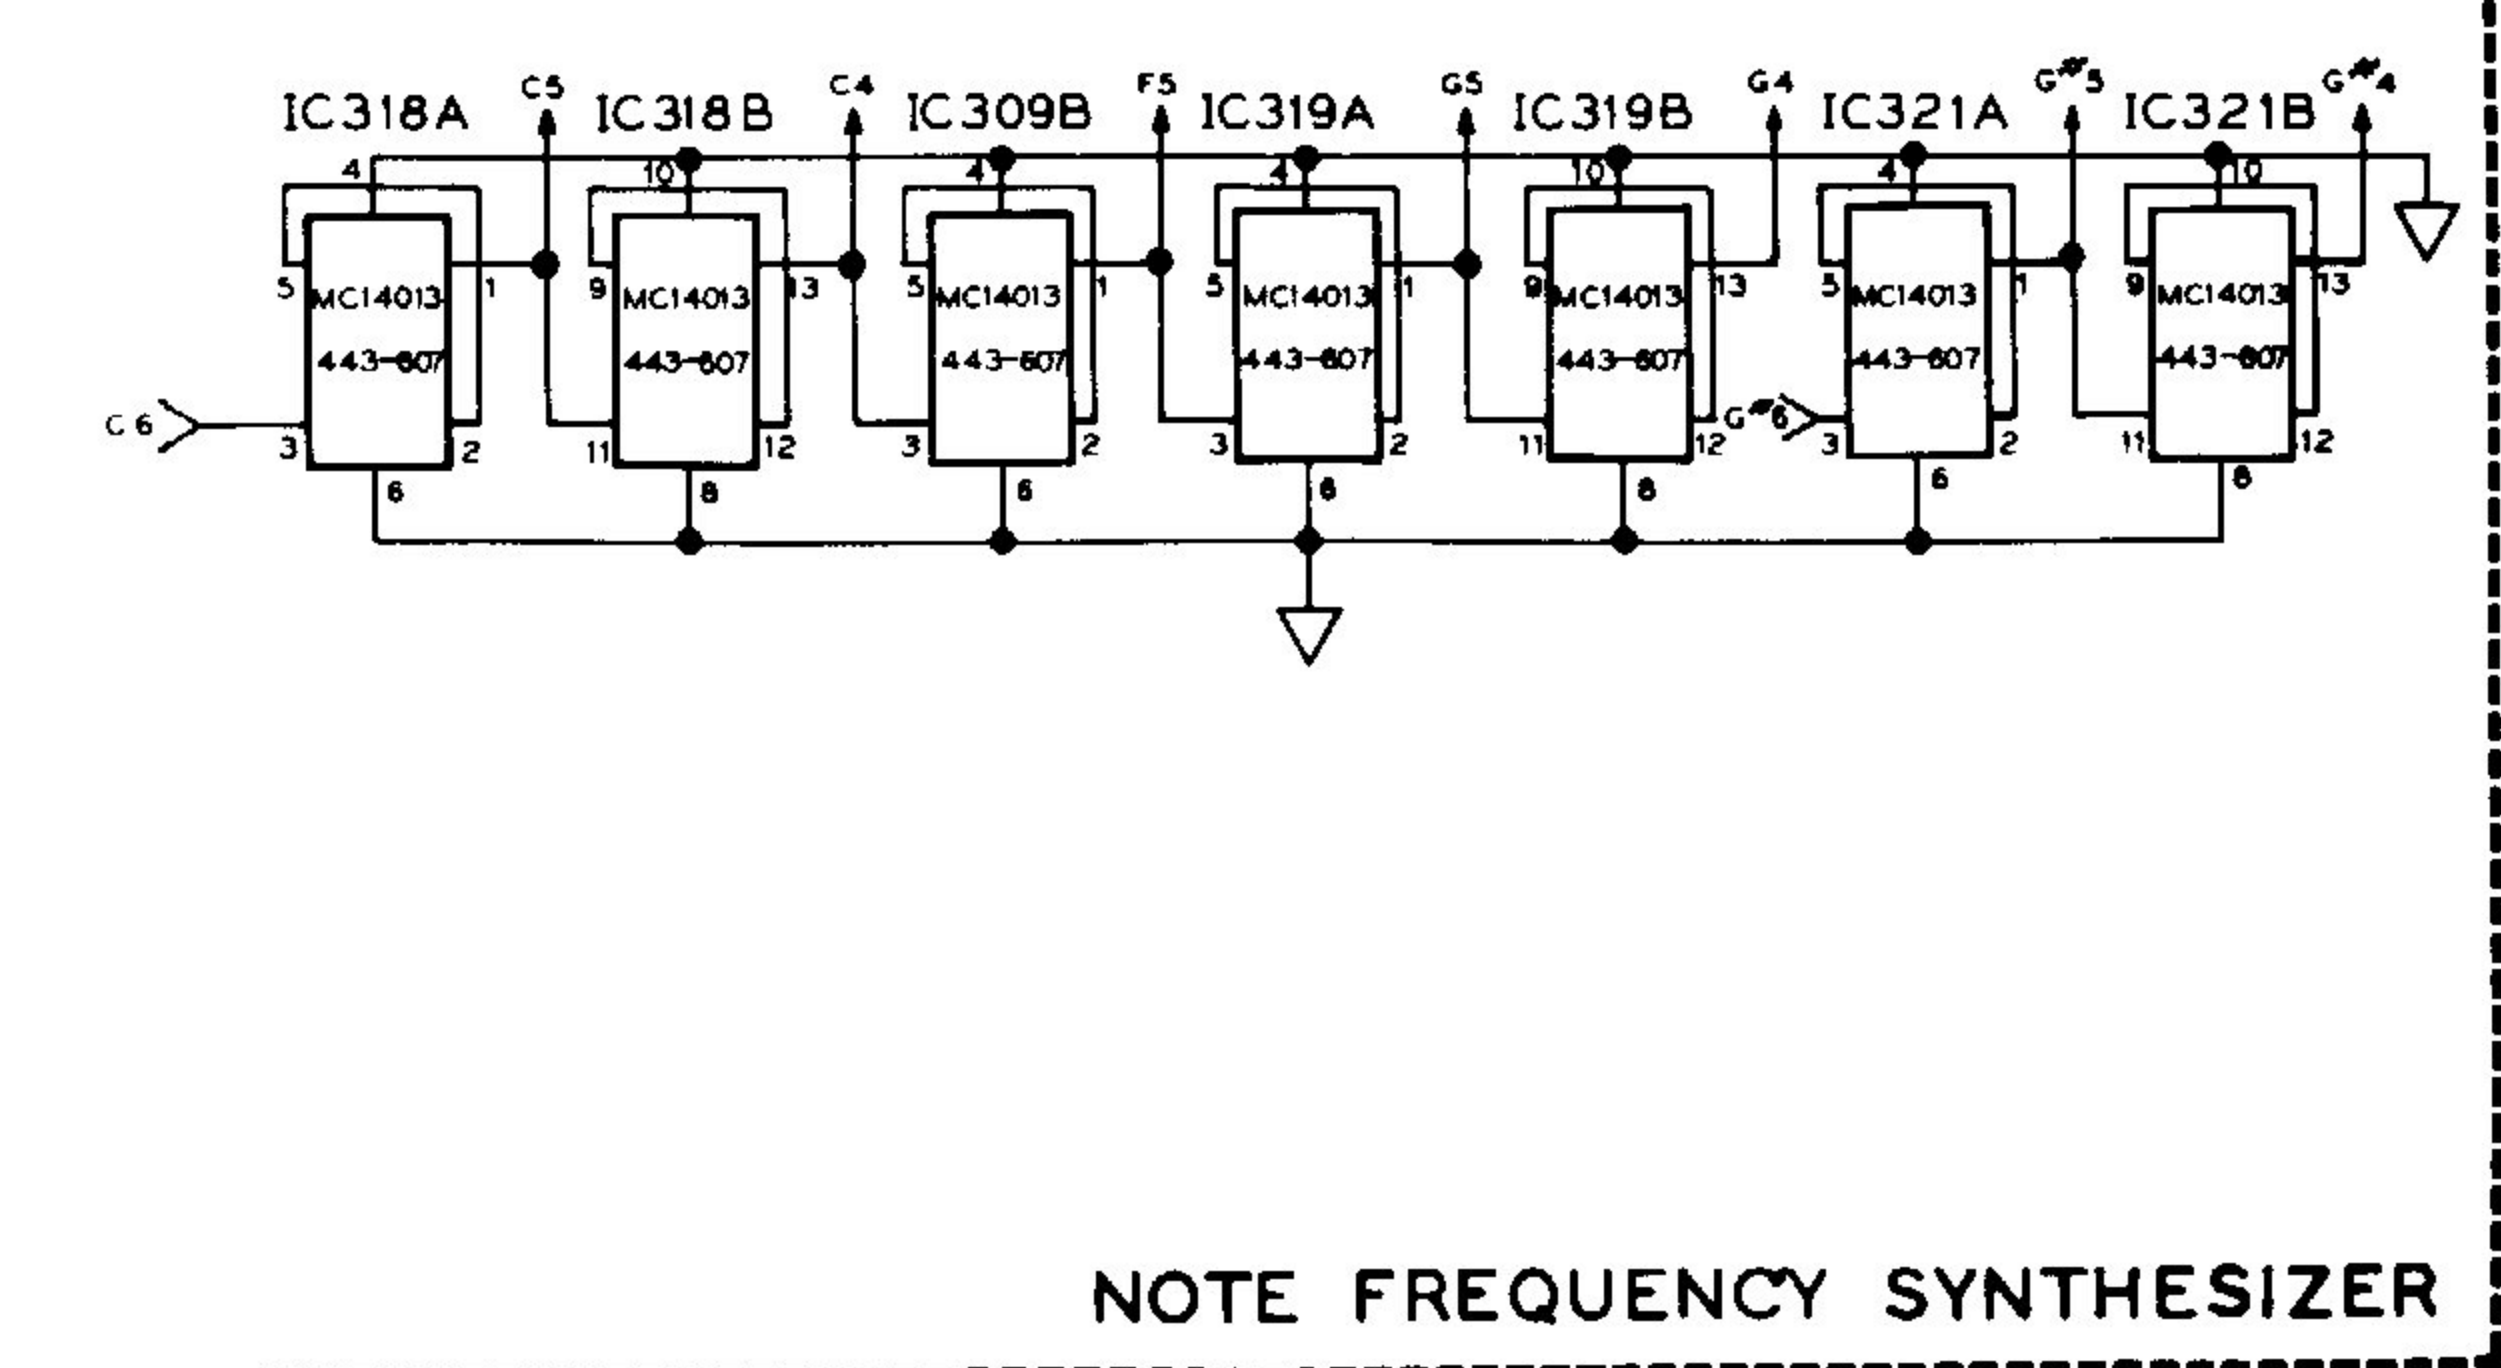 C5 C4 F5 G5 G4 G#5 G#4
IC318A IC318B IC309B IC319A IC319B IC321A IC321B
4 10 4 4 10 4 10
5 1 9 13 5 1 5 1 9 13 5 1 9 13
MC14013 MC14013 MC14013 MC14013 MC14013 MC14013 MC14013
443-607 443-607 443-607 443-607 443-607 443-607 443-607
C6 G#6
3 2 11 12 3 2 3 2 11 12 3 2 11 12
6 8 6 6 8 6 8
NOTE FREQUENCY SYNTHESIZER